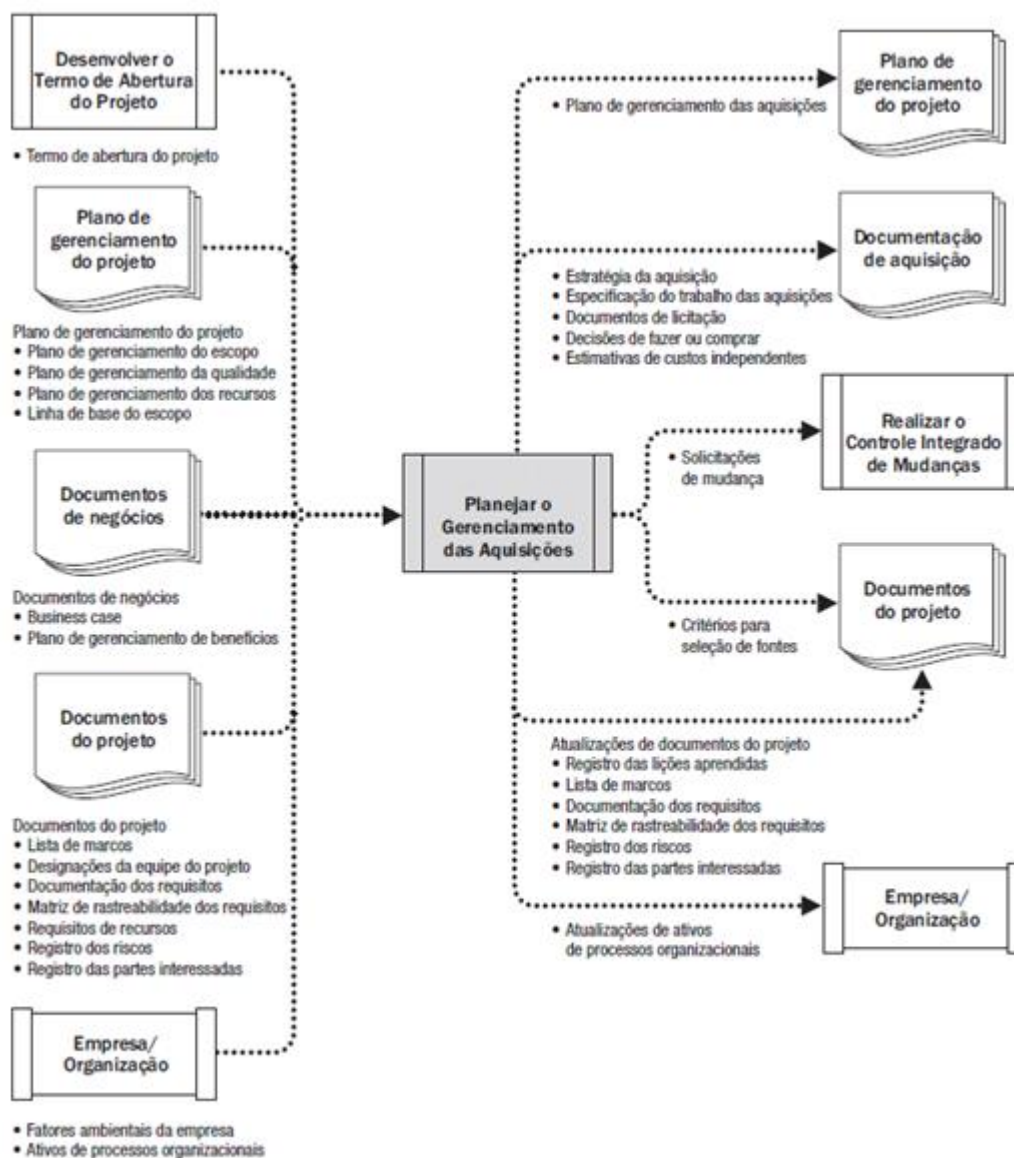 Desenvolver o
Termo de Abertura
do Projeto
• Termo de abertura do projeto
Plano de
gerenciamento
do projeto
Plano de gerenciamento do projeto
• Plano de gerenciamento do escopo
• Plano de gerenciamento da qualidade
• Plano de gerenciamento dos recursos
• Linha de base do escopo
Documentos
de negócios
Documentos de negócios
• Business case
• Plano de gerenciamento de benefícios
Documentos
do projeto
Documentos do projeto
• Lista de marcos
• Designações da equipe do projeto
• Documentação dos requisitos
• Matriz de rastreabilidade dos requisitos
• Requisitos de recursos
• Registro dos riscos
• Registro das partes interessadas
Empresa/
Organização
• Fatores ambientais da empresa
• Ativos de processos organizacionais
Planejar o
Gerenciamento
das Aquisições
• Plano de gerenciamento das aquisições
Plano de
gerenciamento
do projeto
• Estratégia da aquisição
• Especificação do trabalho das aquisições
• Documentos de licitação
• Decisões de fazer ou comprar
• Estimativas de custos independentes
Documentação
de aquisição
• Solicitações
de mudança
Realizar o
Controle Integrado
de Mudanças
• Critérios para
seleção de fontes
Documentos
do projeto
Atualizações de documentos do projeto
• Registro das lições aprendidas
• Lista de marcos
• Documentação dos requisitos
• Matriz de rastreabilidade dos requisitos
• Registro dos riscos
• Registro das partes interessadas
• Atualizações de ativos
de processos organizacionais
Empresa/
Organização